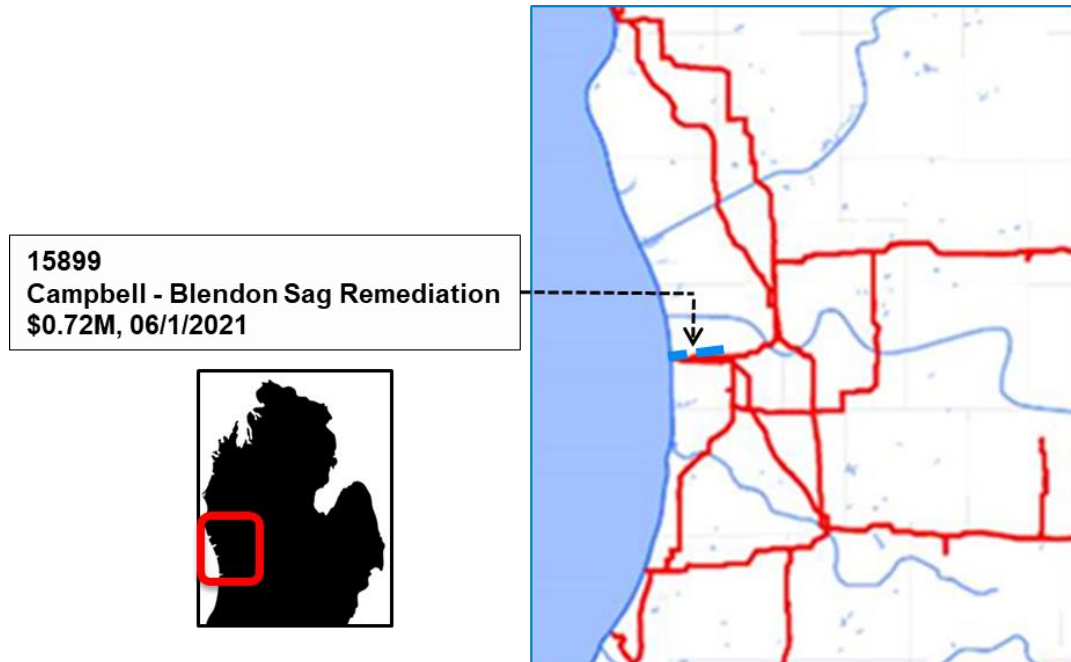 15899
Campbell - Blendon Sag Remediation
$0.72M, 06/1/2021